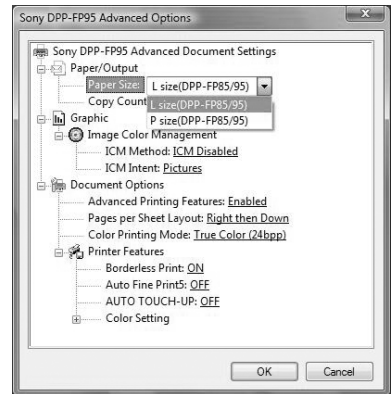 Sony DPP-FP95 Advanced Options
Sony DPP-FP95 Advanced Document Settings
Paper/Output
Paper Size: L size(DPP-FP85/95)
L size(DPP-FP85/95)
Copy Count
P size(DPP-FP85/95)
Graphic
Image Color Management
ICM Method: ICM Disabled
ICM Intent: Pictures
Document Options
Advanced Printing Features: Enabled
Pages per Sheet Layout: Right then Down
Color Printing Mode: True Color (24bpp)
Printer Features
Borderless Print: ON
Auto Fine Print5: OFF
AUTO TOUCH-UP: OFF
Color Setting
OK Cancel